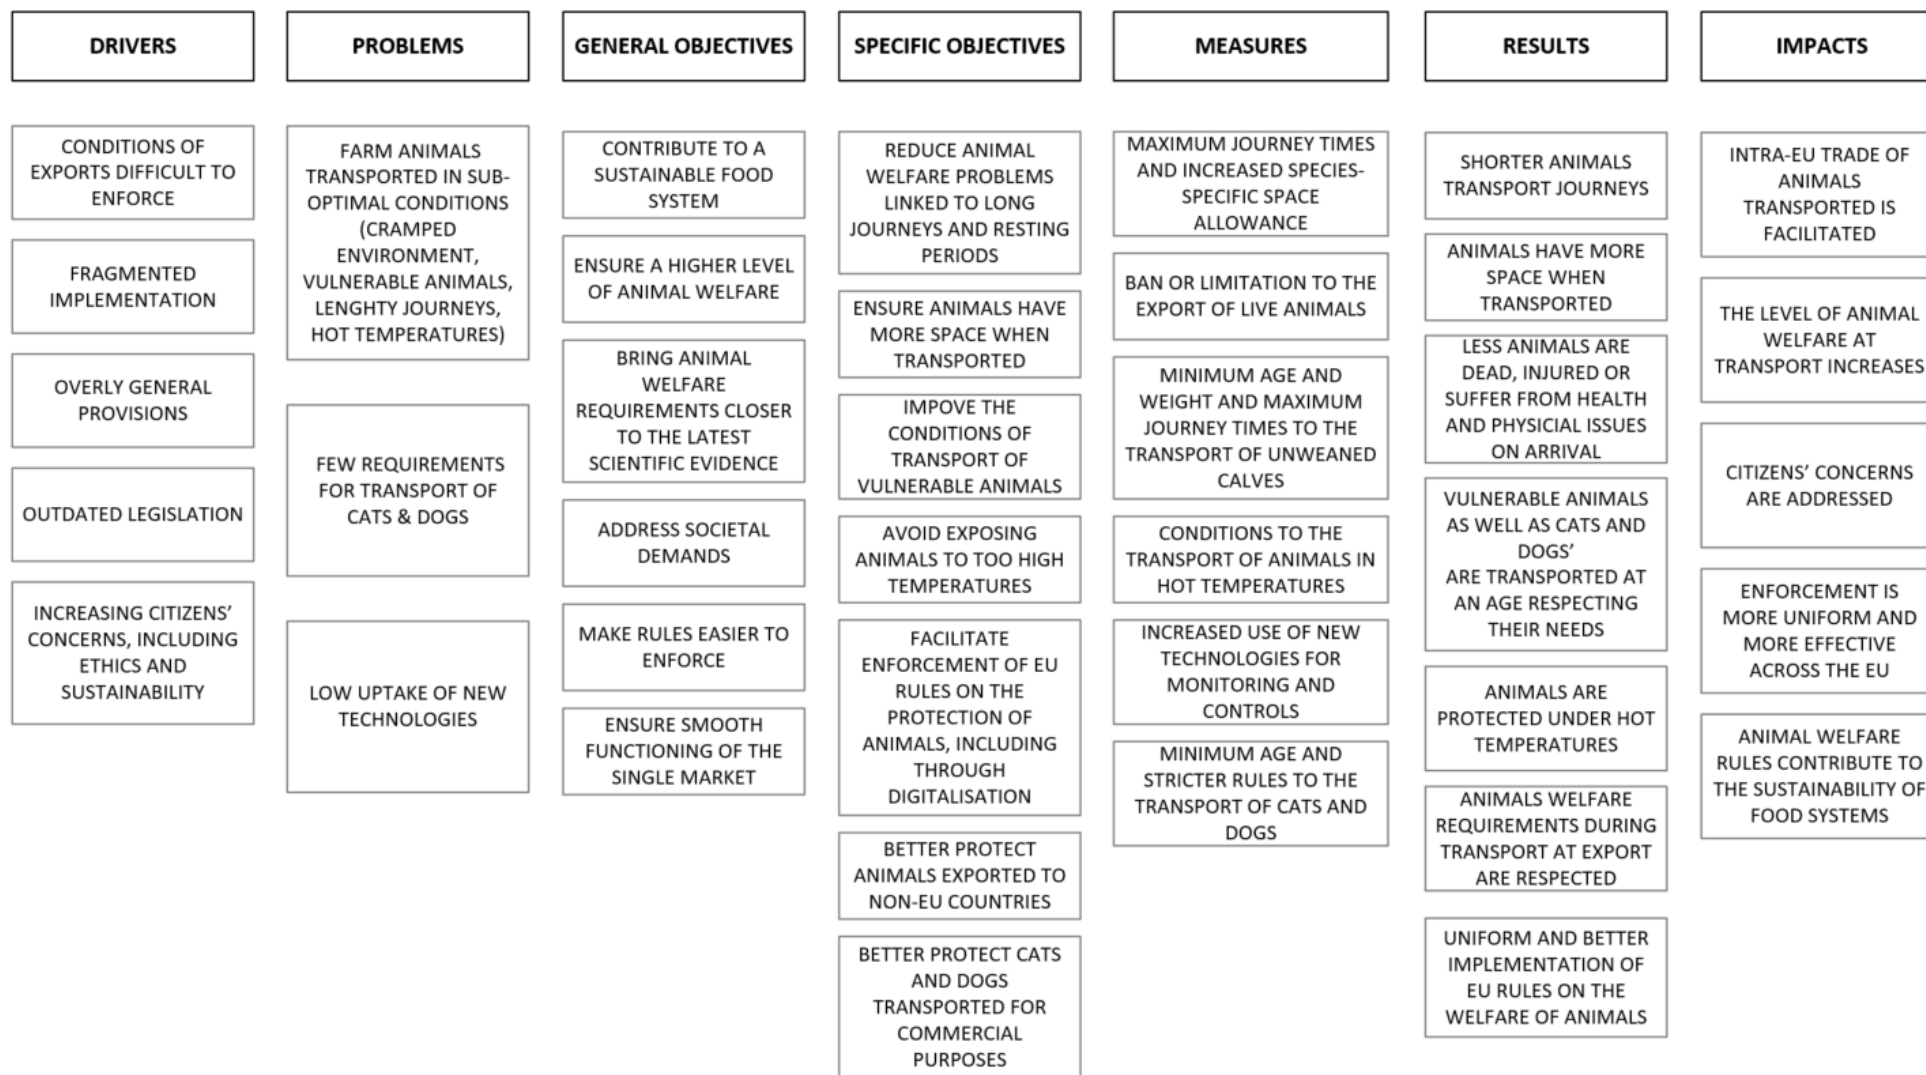 DRIVERS
CONDITIONS OF
EXPORTS DIFFICULT TO
ENFORCE
FRAGMENTED
IMPLEMENTATION
OVERLY GENERAL
PROVISIONS
OUTDATED LEGISLATION
INCREASING CITIZENS'
CONCERNS, INCLUDING
ETHICS AND
SUSTAINABILITY
PROBLEMS
FARM ANIMALS
TRANSPORTED IN SUB-
OPTIMAL CONDITIONS
(CRAMPED
ENVIRONMENT,
VULNERABLE ANIMALS,
LENGHTY JOURNEYS,
HOT TEMPERATURES)
FEW REQUIREMENTS
FOR TRANSPORT OF
CATS & DOGS
LOW UPTAKE OF NEW
TECHNOLOGIES
GENERAL OBJECTIVES
CONTRIBUTE TO A
SUSTAINABLE FOOD
SYSTEM
ENSURE A HIGHER LEVEL
OF ANIMAL WELFARE
BRING ANIMAL
WELFARE
REQUIREMENTS CLOSER
TO THE LATEST
SCIENTIFIC EVIDENCE
ADDRESS SOCIETAL
DEMANDS
MAKE RULES EASIER TO
ENFORCE
ENSURE SMOOTH
FUNCTIONING OF THE
SINGLE MARKET
SPECIFIC OBJECTIVES
REDUCE ANIMAL
WELFARE PROBLEMS
LINKED TO LONG
JOURNEYS AND RESTING
PERIODS
ENSURE ANIMALS HAVE
MORE SPACE WHEN
TRANSPORTED
IMPOVE THE
CONDITIONS OF
TRANSPORT OF
VULNERABLE ANIMALS
AVOID EXPOSING
ANIMALS TO TOO HIGH
TEMPERATURES
FACILITATE
ENFORCEMENT OF EU
RULES ON THE
PROTECTION OF
ANIMALS, INCLUDING
THROUGH
DIGITALISATION
BETTER PROTECT
ANIMALS EXPORTED TO
NON-EU COUNTRIES
BETTER PROTECT CATS
AND DOGS
TRANSPORTED FOR
COMMERCIAL
PURPOSES
MEASURES
MAXIMUM JOURNEY TIMES
AND INCREASED SPECIES-
SPECIFIC SPACE
ALLOWANCE
BAN OR LIMITATION TO THE
EXPORT OF LIVE ANIMALS
MINIMUM AGE AND
WEIGHT AND MAXIMUM
JOURNEY TIMES TO THE
TRANSPORT OF UNWEANED
CALVES
CONDITIONS TO THE
TRANSPORT OF ANIMALS IN
HOT TEMPERATURES
INCREASED USE OF NEW
TECHNOLOGIES FOR
MONITORING AND
CONTROLS
MINIMUM AGE AND
STRICTER RULES TO THE
TRANSPORT OF CATS AND
DOGS
RESULTS
SHORTER ANIMALS
TRANSPORT JOURNEYS
ANIMALS HAVE MORE
SPACE WHEN
TRANSPORTED
LESS ANIMALS ARE
DEAD, INJURED OR
SUFFER FROM HEALTH
AND PHYSICIAL ISSUES
ON ARRIVAL
VULNERABLE ANIMALS
AS WELL AS CATS AND
DOGS'
ARE TRANSPORTED AT
AN AGE RESPECTING
THEIR NEEDS
ANIMALS ARE
PROTECTED UNDER HOT
TEMPERATURES
ANIMALS WELFARE
REQUIREMENTS DURING
TRANSPORT AT EXPORT
ARE RESPECTED
UNIFORM AND BETTER
IMPLEMENTATION OF
EU RULES ON THE
WELFARE OF ANIMALS
IMPACTS
INTRA-EU TRADE OF
ANIMALS
TRANSPORTED IS
FACILITATED
THE LEVEL OF ANIMAL
WELFARE AT
TRANSPORT INCREASES
CITIZENS' CONCERNS
ARE ADDRESSED
ENFORCEMENT IS
MORE UNIFORM AND
MORE EFFECTIVE
ACROSS THE EU
ANIMAL WELFARE
RULES CONTRIBUTE TO
THE SUSTAINABILITY OF
FOOD SYSTEMS